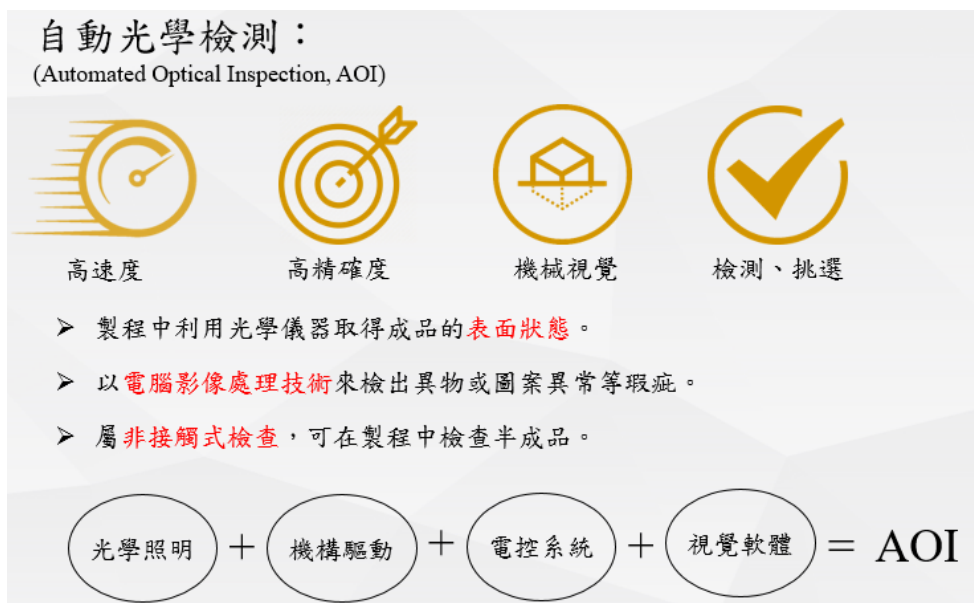 自動光學檢測：
(Automated Optical Inspection, AOI)
高速度 高精確度 機械視覺 檢測、挑選
➢ 製程中利用光學儀器取得成品的表面狀態。
➢ 以電腦影像處理技術來檢出異物或圖案異常等瑕疵。
➢ 屬非接觸式檢查，可在製程中檢查半成品。
光學照明 + 機構驅動 + 電控系統 + 視覺軟體 = AOI